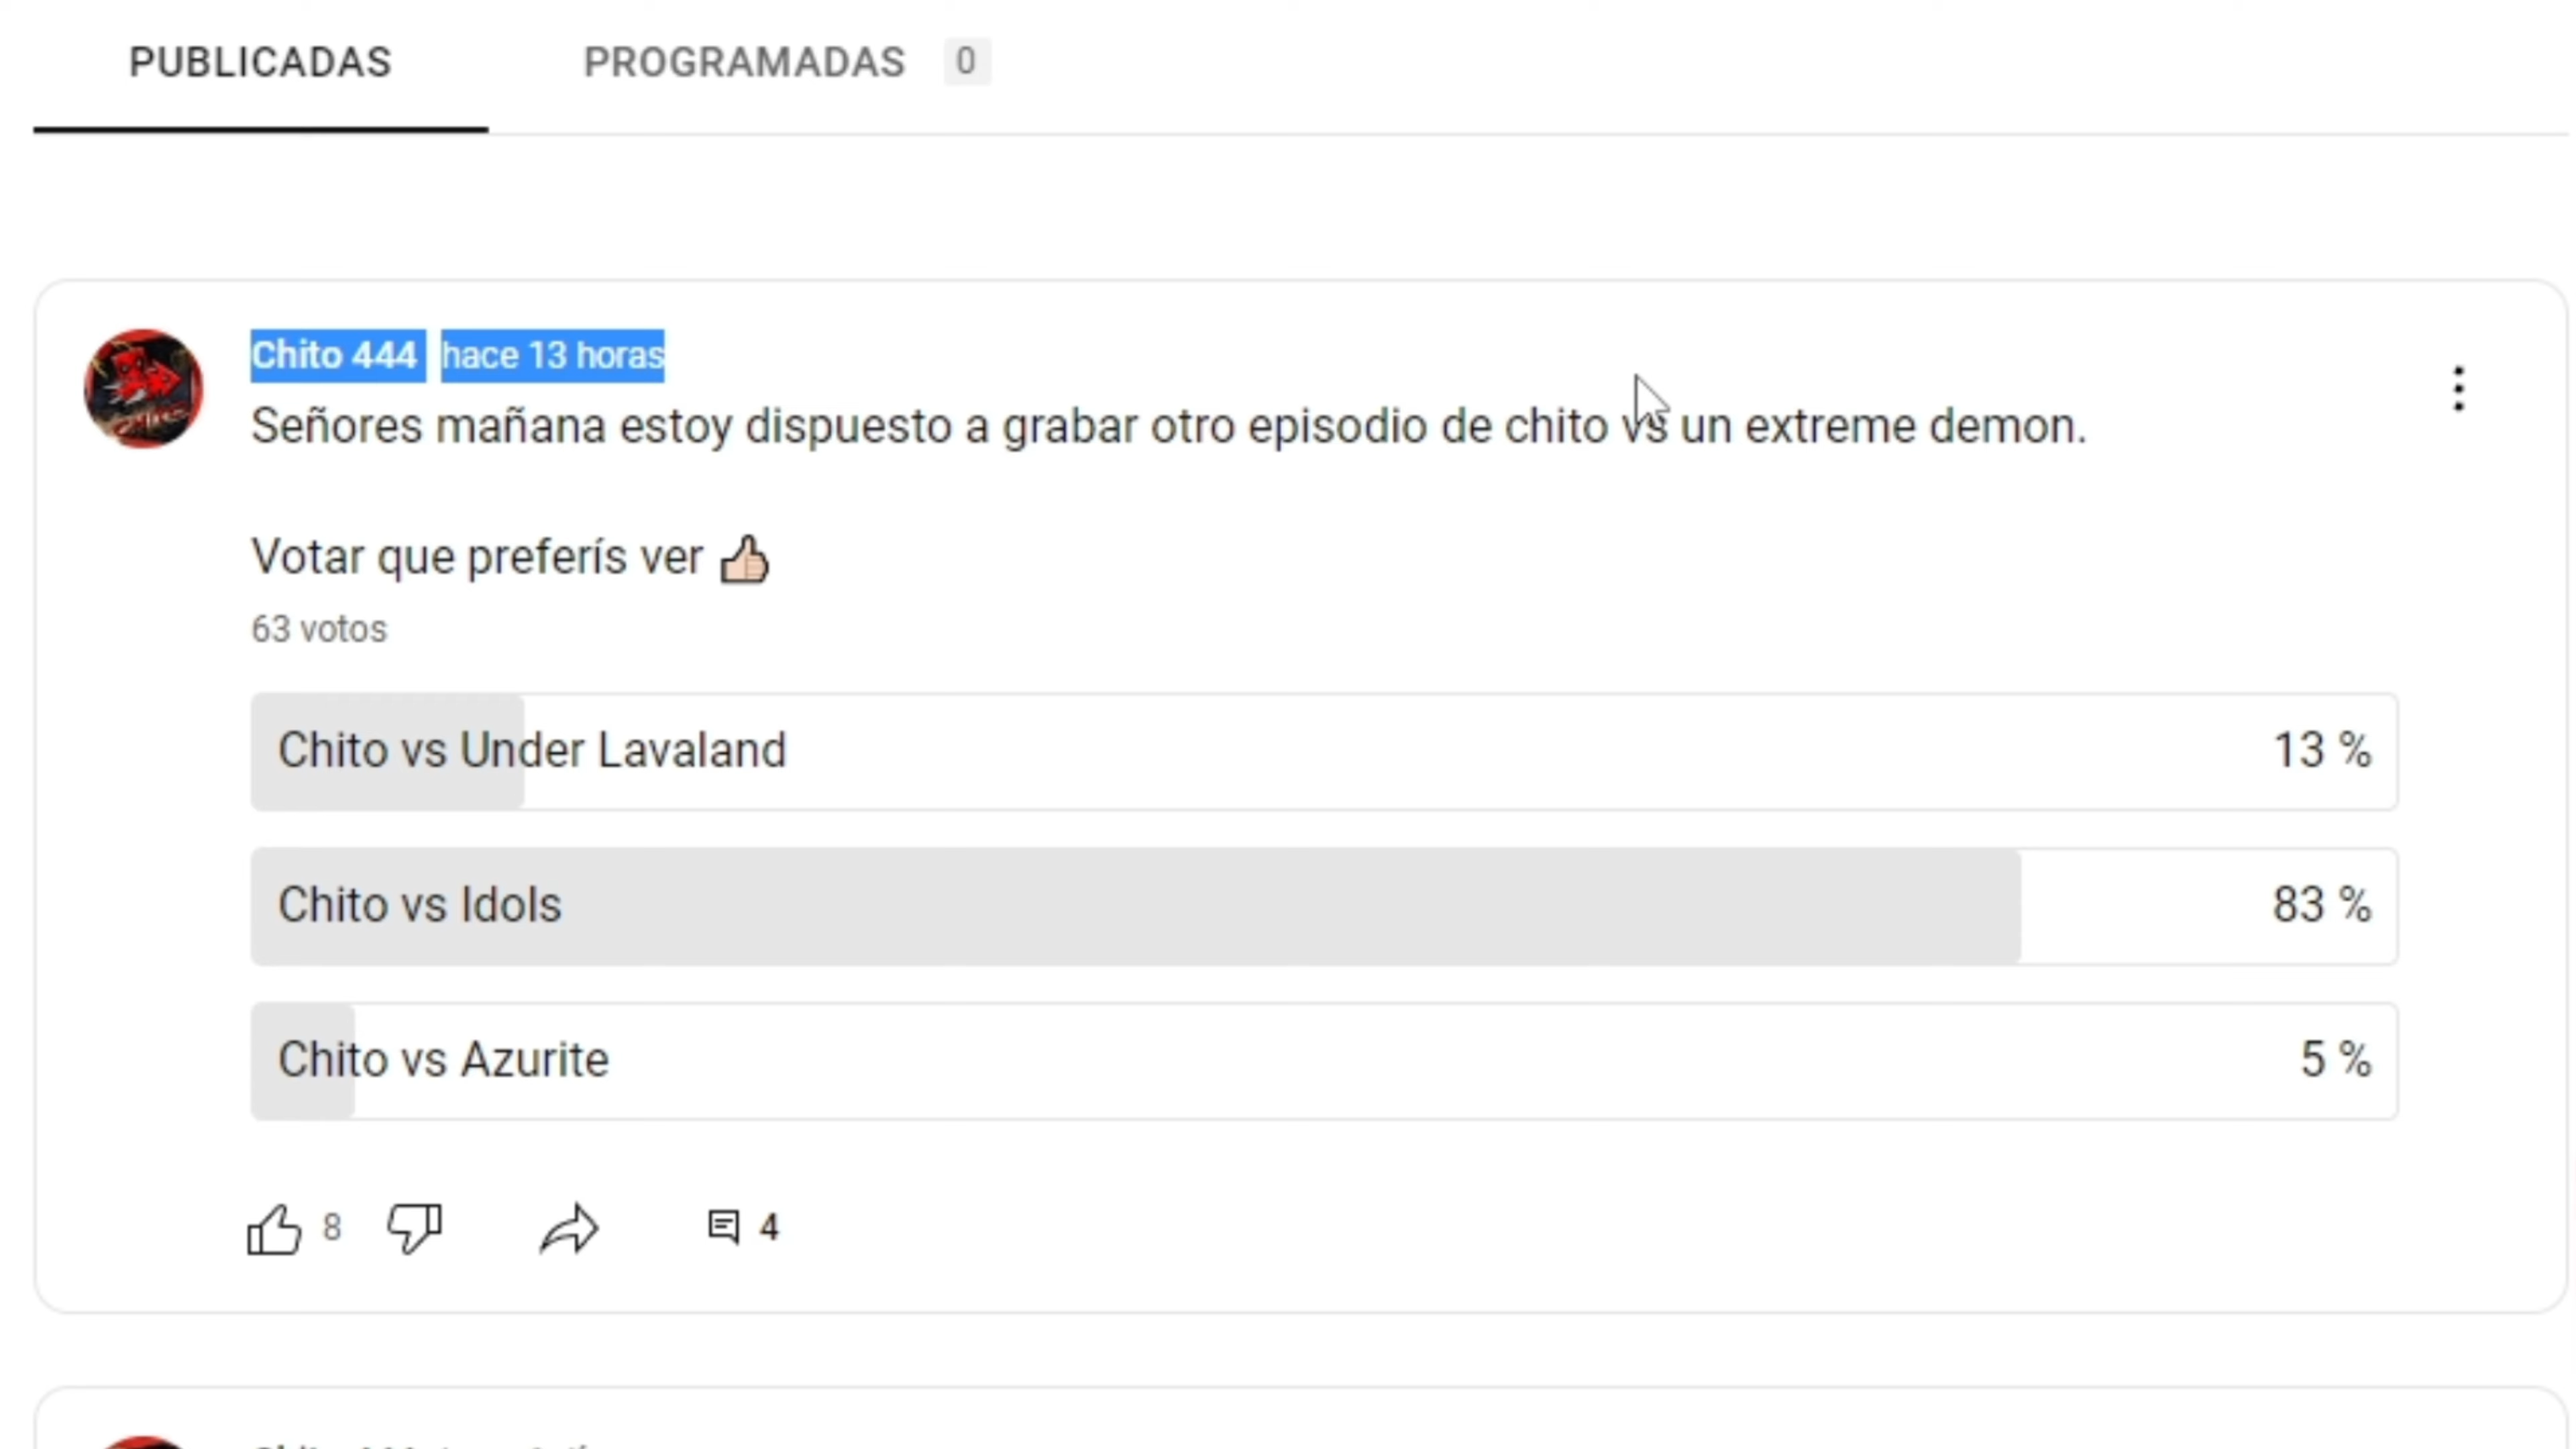 PUBLICADAS PROGRAMADAS 0
Chito 444 hace 13 horas
Señores mañana estoy dispuesto a grabar otro episodio de chito vs un extreme demon.
Votar que preferís ver 👍🏻
63 votos
Chito vs Under Lavaland 13 %
Chito vs Idols 83 %
Chito vs Azurite 5 %
8 4